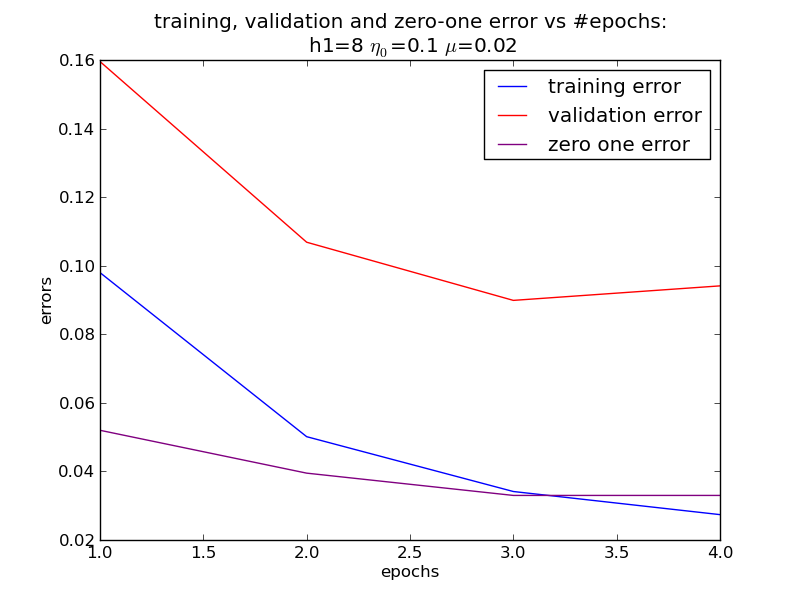 training, validation and zero-one error vs #epochs:
h1=8 η₀=0.1 μ=0.02
training error
validation error
zero one error
errors
0.16
0.14
0.12
0.10
0.08
0.06
0.04
0.02
1.0 1.5 2.0 2.5 3.0 3.5 4.0
epochs